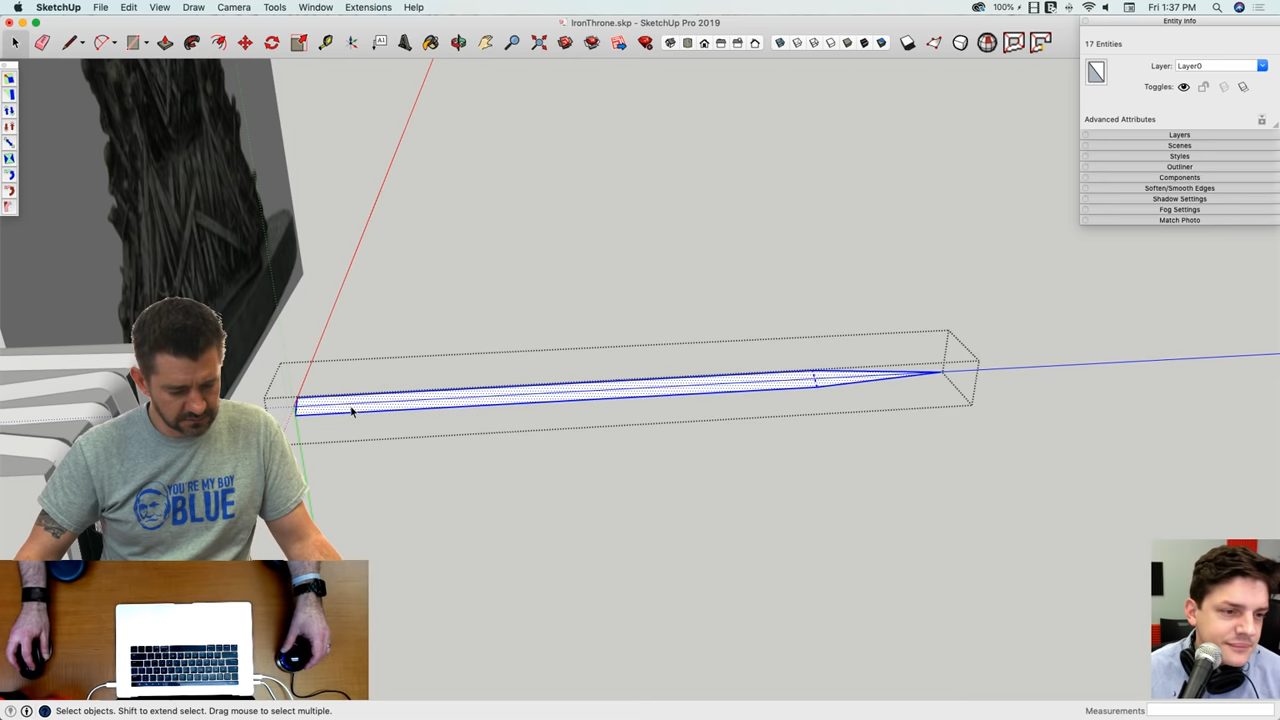 SketchUp File Edit View Draw Camera Tools Window Extensions Help
100% Fri 1:37 PM
IronThrone.skp - SketchUp Pro 2019
Entity Info
17 Entities
Layer: Layer0
Toggles:
Advanced Attributes
Layers
Scenes
Styles
Outliner
Components
Soften/Smooth Edges
Shadow Settings
Fog Settings
Match Photo
YOU'RE MY BOY
BLUE
Select objects. Shift to extend select. Drag mouse to select multiple.
Measurements